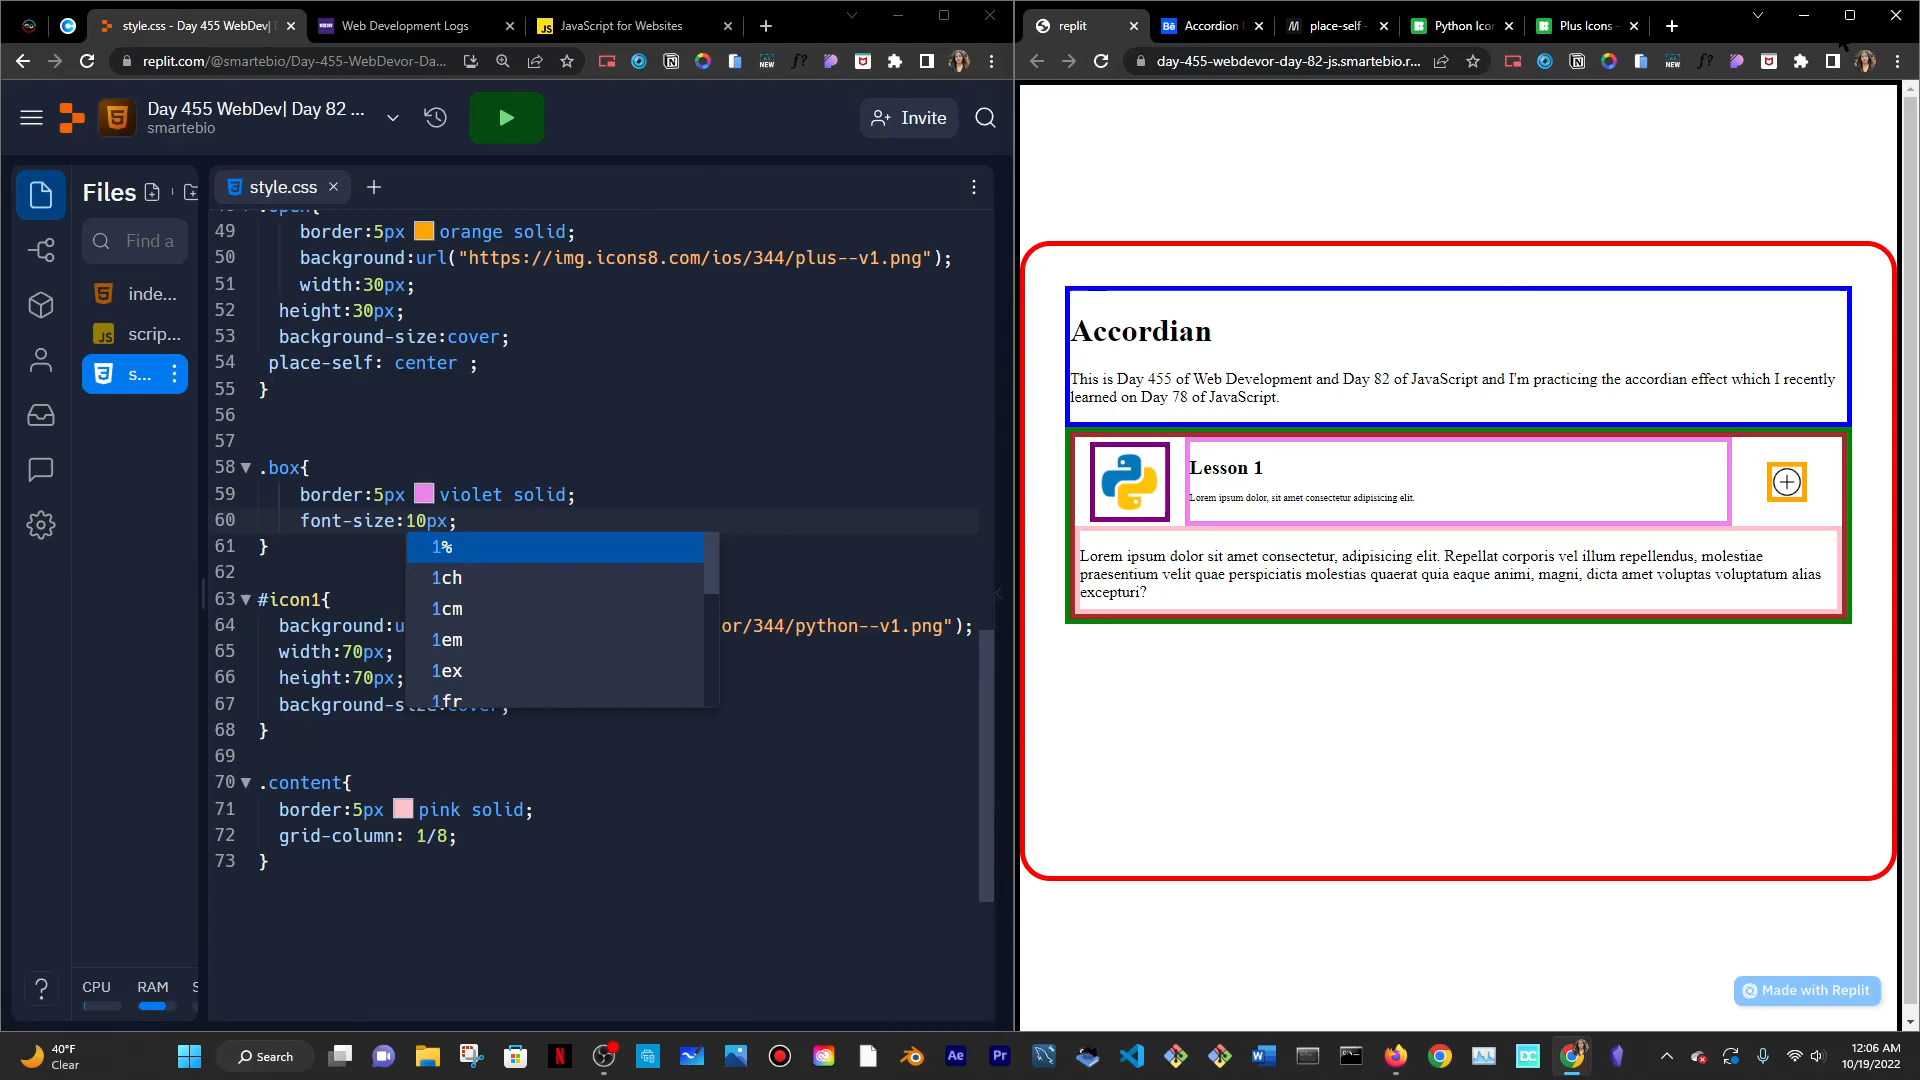 style.css - Day 455 WebDev|
Web Development Logs
JavaScript for Websites
replit.com/@smartebio/Day-455-WebDevor-Da...
Day 455 WebDev| Day 82 ...
smartebio
Invite
Files
Find a
inde...
scrip...
s...
CPU
RAM
style.css
.open{
49 border:5px orange solid;
50 background:url("https://img.icons8.com/ios/344/plus--v1.png");
51 width:30px;
52 height:30px;
53 background-size:cover;
54 place-self: center ;
55 }
56
57
58 .box{
59 border:5px violet solid;
60 font-size:10px;
61 }
62
63 #icon1{
64 background:u or/344/python--v1.png");
65 width:70px;
66 height:70px;
67 background-size:cover;
68 }
69
70 .content{
71 border:5px pink solid;
72 grid-column: 1/8;
73 }
1%
1ch
1cm
1em
1ex
1fr
replit
Accordion
place-self -
Python Icon
Plus Icons -
day-455-webdevor-day-82-js.smartebio.r...
NEW
NEW
Accordian
This is Day 455 of Web Development and Day 82 of JavaScript and I'm practicing the accordian effect which I recently
learned on Day 78 of JavaScript.
Lesson 1
Lorem ipsum dolor, sit amet consectetur adipisicing elit.
Lorem ipsum dolor sit amet consectetur, adipisicing elit. Repellat corporis vel illum repellendus, molestiae
praesentium velit quae perspiciatis molestias quaerat quia eaque animi, magni, dicta amet voluptas voluptatum alias
excepturi?
Made with Replit
40°F
Clear
Search
12:06 AM
10/19/2022